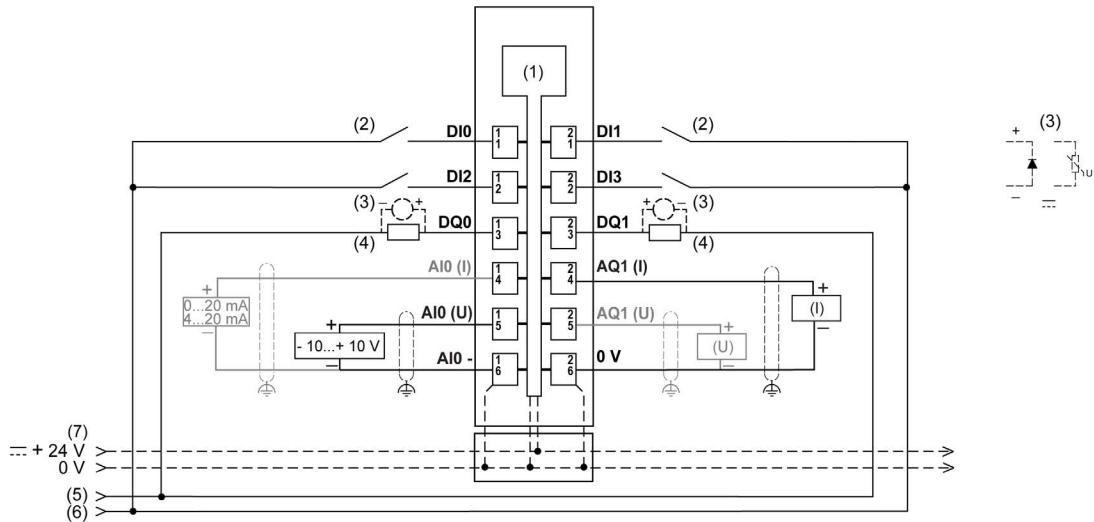 (1)
(3)
+
U
–
(2)
DI0
1
1
2
1
DI1
(2)
DI2
1
2
2
2
DI3
(3)
– +
+ –
(3)
(4)
DQ0
1
3
2
3
DQ1
(4)
AI0 (I)
1
4
2
4
AQ1 (I)
+
0...20 mA
4...20 mA
–
+
(I)
–
AI0 (U)
1
5
2
5
AQ1 (U)
+
- 10...+ 10 V
–
+
(U)
–
AI0 -
1
6
2
6
0 V
(7)
+ 24 V
0 V
(5)
(6)